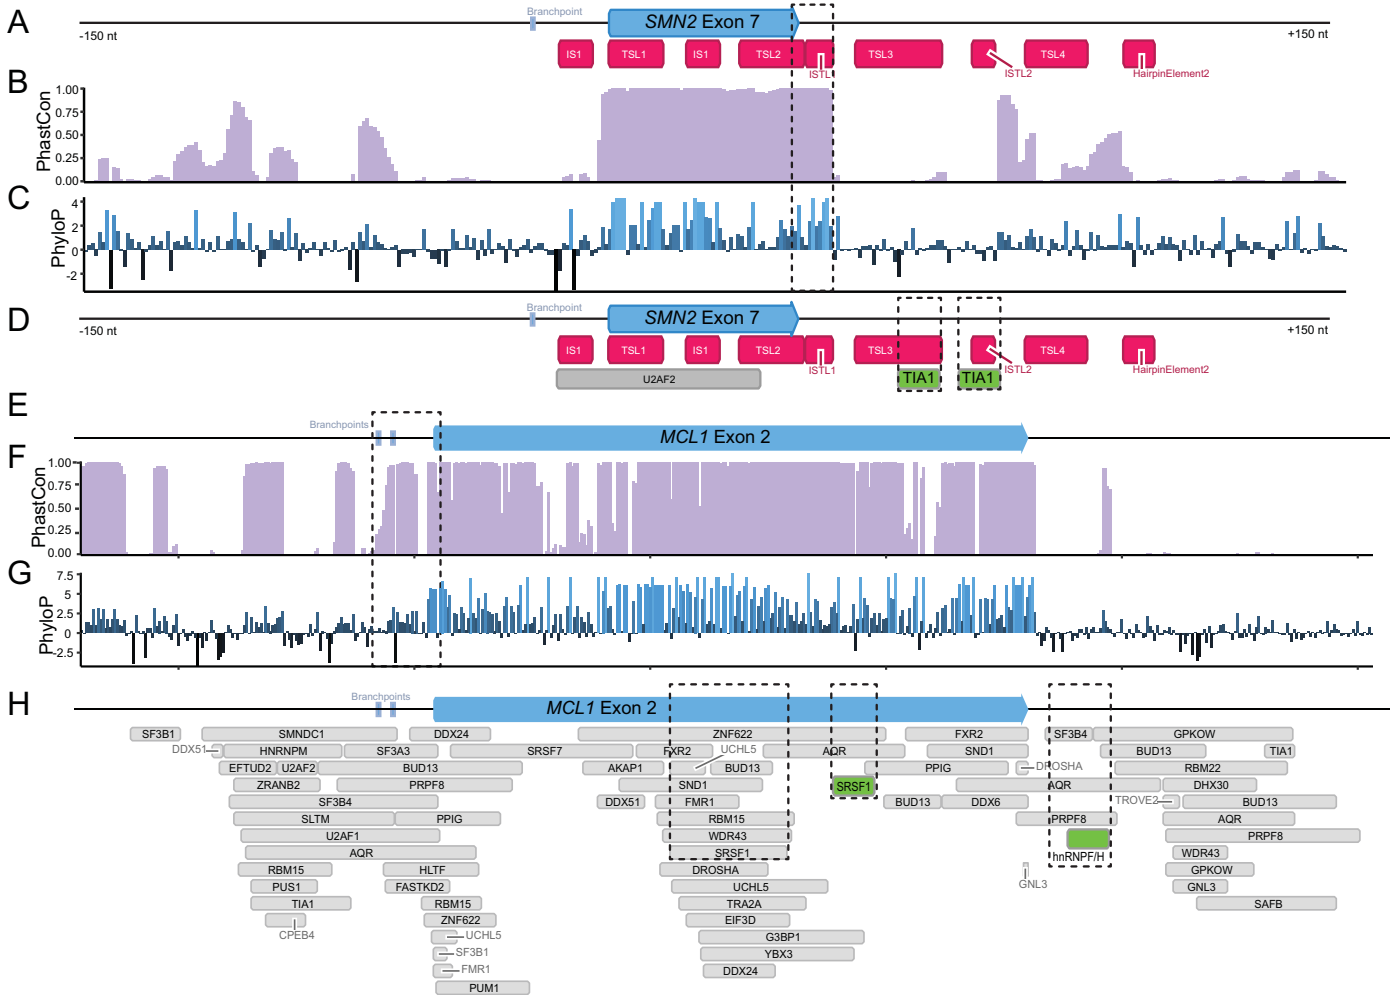 A
Branchpoint
SMN2 Exon 7
-150 nt
+150 nt
IS1
TSL1
IS1
TSL2
ISTL
TSL3
ISTL2
TSL4
HairpinElement2
B
PhastCon
1.00
0.75
0.50
0.25
0.00
C
PhyloP
4
2
0
-2
D
Branchpoint
SMN2 Exon 7
-150 nt
+150 nt
IS1
TSL1
IS1
TSL2
ISTL1
TSL3
ISTL2
TSL4
HairpinElement2
U2AF2
TIA1
TIA1
E
Branchpoints
MCL1 Exon 2
F
PhastCon
1.00
0.75
0.50
0.25
0.00
G
PhyloP
7.5
5
2.5
0
-2.5
H
Branchpoints
MCL1 Exon 2
SF3B1 SMNDC1 DDX24 ZNF622 FXR2 SF3B4 GPKOW
DDX51 HNRNPM SF3A3 SRSF7 FXR2 UCHL5 AQR SND1 BUD13 TIA1
EFTUD2 U2AF2 BUD13 AKAP1 BUD13 PPIG DROSHA RBM22
ZRANB2 PRPF8 SND1 SRSF1 AQR DHX30
SF3B4 DDX51 FMR1 BUD13 DDX6 TROVE2 BUD13
SLTM PPIG RBM15 PRPF8 AQR
U2AF1 WDR43 PRPF8
AQR SRSF1 hnRNPF/H WDR43
RBM15 HLTF DROSHA GPKOW
PUS1 FASTKD2 UCHL5 GNL3 GNL3
TIA1 RBM15 TRA2A SAFB
ZNF622 EIF3D
CPEB4 UCHL5 G3BP1
SF3B1 YBX3
FMR1 DDX24
PUM1